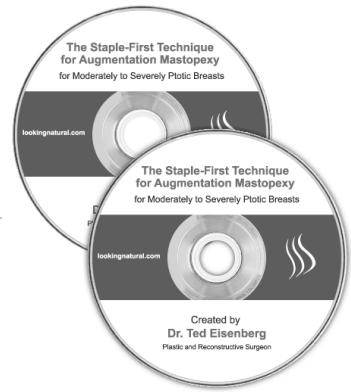 The Staple-First Technique
for Augmentation Mastopexy
for Moderately to Severely Ptotic Breasts
lookingnatural.com
D
P
The Staple-First Technique
for Augmentation Mastopexy
for Moderately to Severely Ptotic Breasts
lookingnatural.com
Created by
Dr. Ted Eisenberg
Plastic and Reconstructive Surgeon